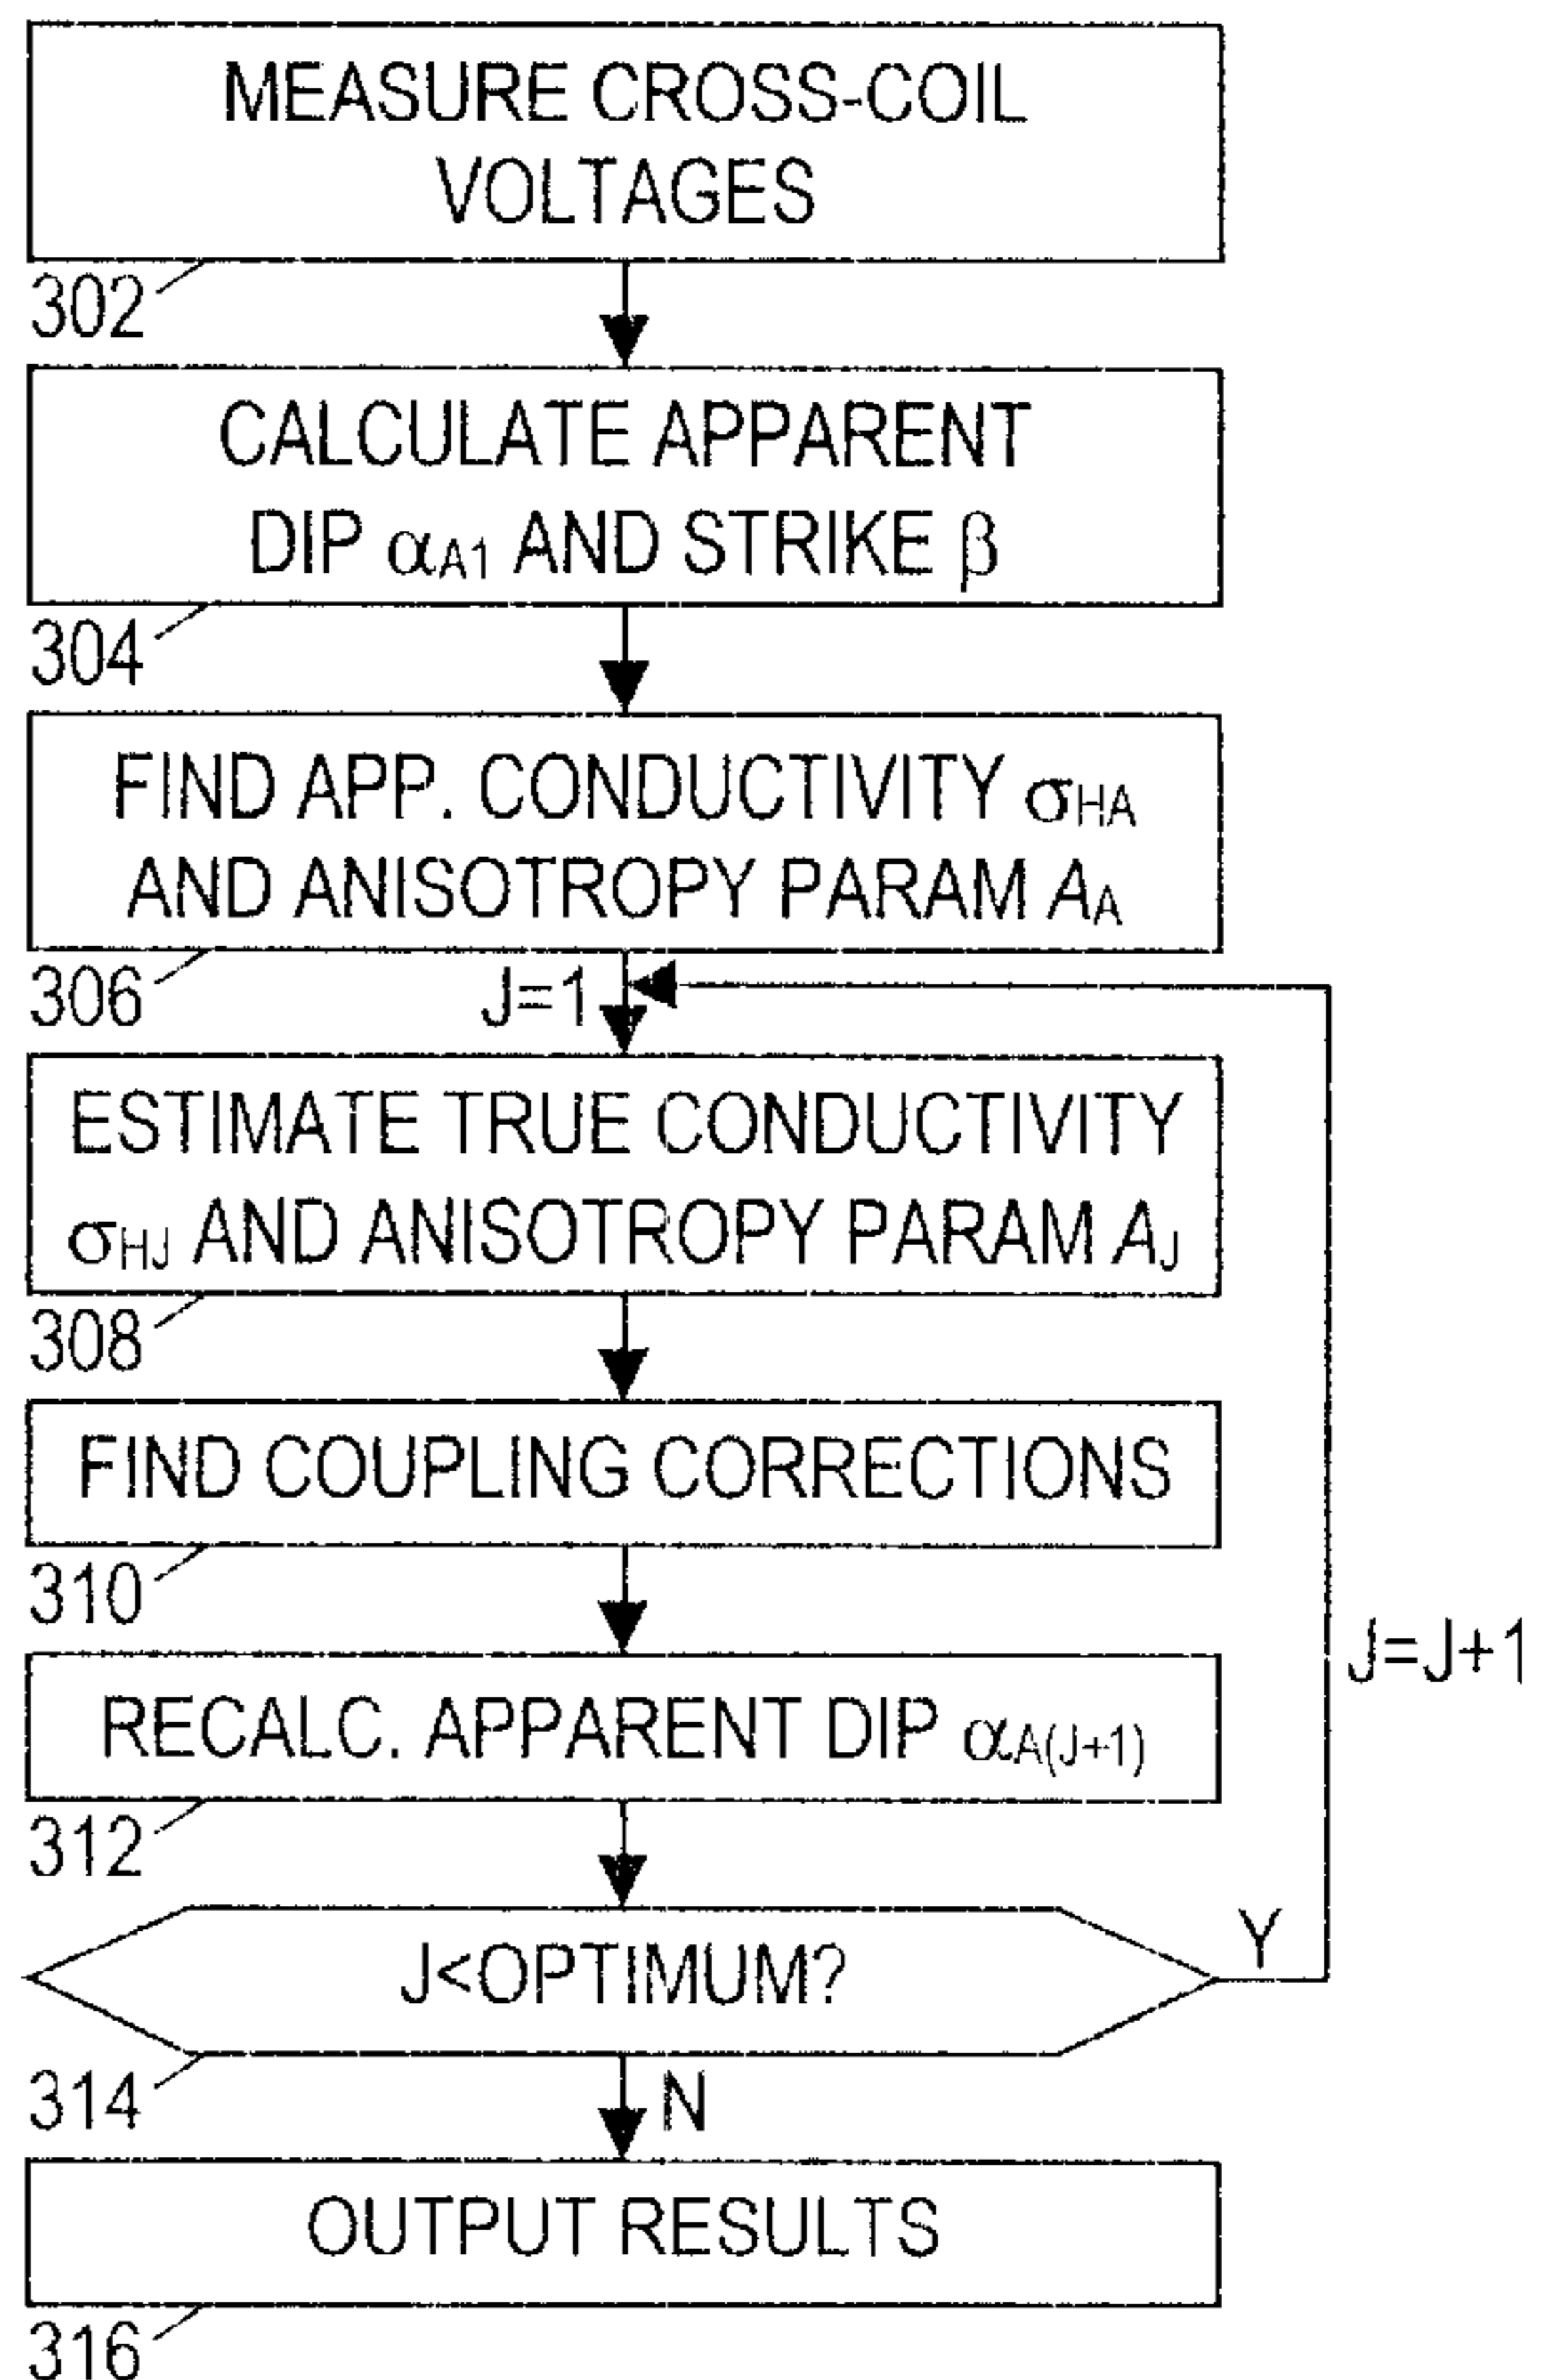 MEASURE CROSS-COIL
VOLTAGES
302
CALCULATE APPARENT
DIP αA1 AND STRIKE β
304
FIND APP. CONDUCTIVITY σHA
AND ANISOTROPY PARAM AA
306
J=1
ESTIMATE TRUE CONDUCTIVITY
σHJ AND ANISOTROPY PARAM AJ
308
FIND COUPLING CORRECTIONS
310
J=J+1
RECALC. APPARENT DIP αA(J+1)
312
J<OPTIMUM?
Y
314
N
OUTPUT RESULTS
316